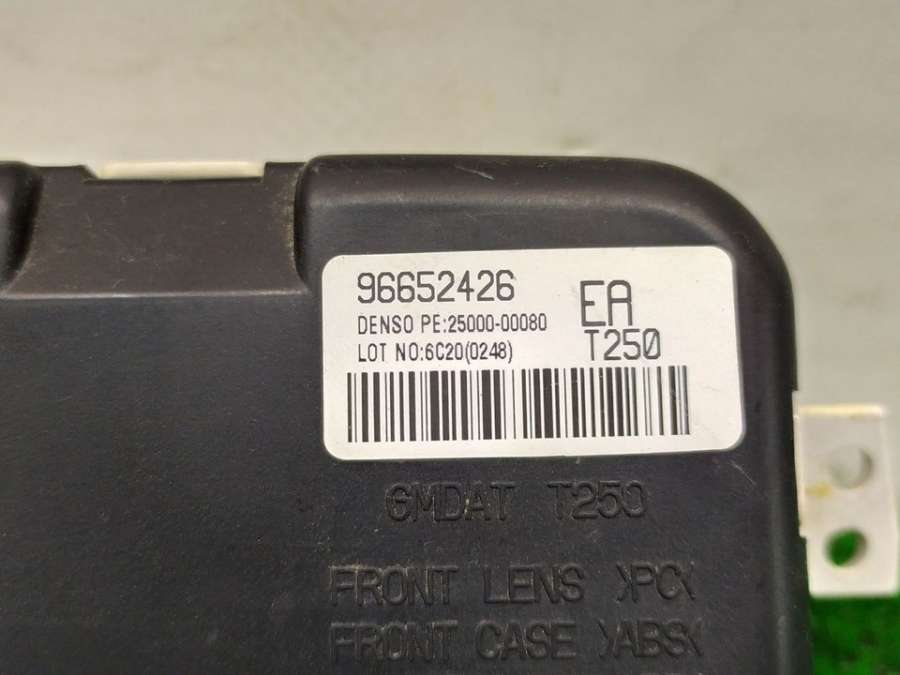 96652426 EA
DENSO PE:25000-00080
LOT NO:6C20(0248) T250
GMDAT T250
FRONT LENS >PC<
FRONT CASE >ABS<